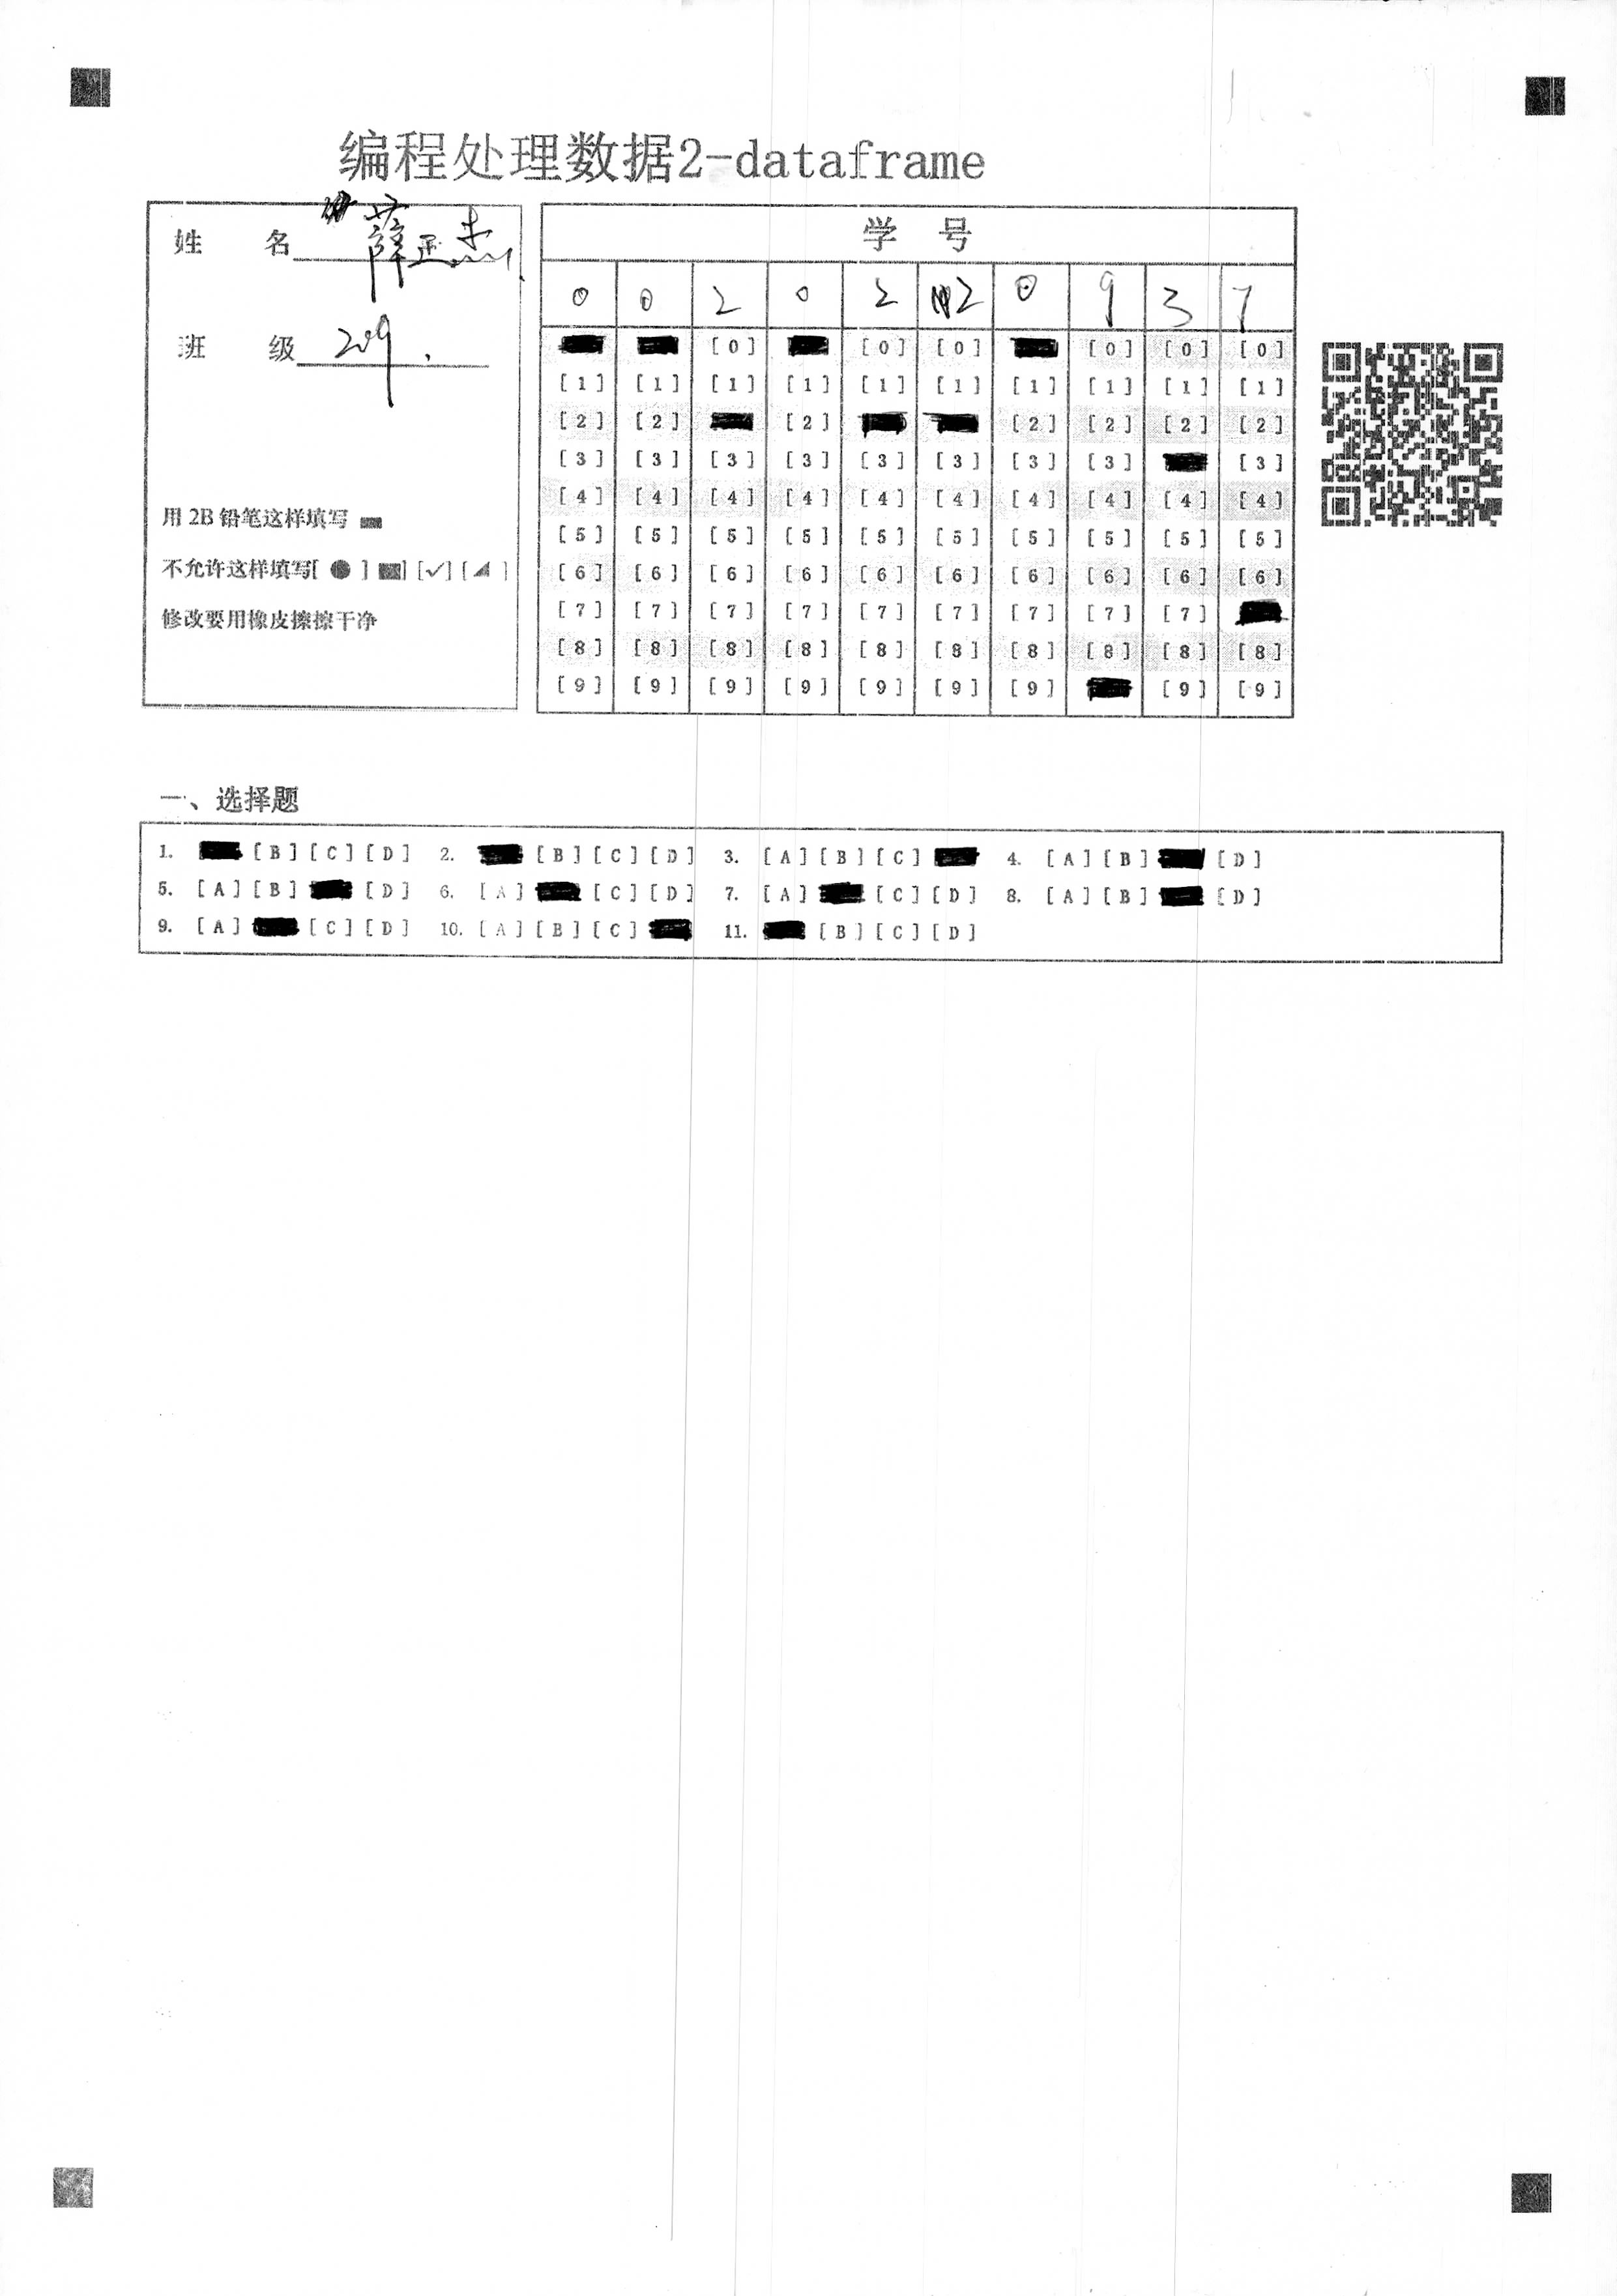 编程处理数据2-dataframe
姓 名 薛正杰
班 级 209
用 2B 铅笔这样填写
不允许这样填写[ ● ] [✓] [ ]
修改要用橡皮擦擦干净
学 号
0 0 2 0 2 2 0 9 3 7
[0] [0] [0] [0] [0] [0]
[1] [1] [1] [1] [1] [1] [1] [1] [1] [1]
[2] [2] [2] [2] [2] [2] [2]
[3] [3] [3] [3] [3] [3] [3] [3] [3]
[4] [4] [4] [4] [4] [4] [4] [4] [4] [4]
[5] [5] [5] [5] [5] [5] [5] [5] [5] [5]
[6] [6] [6] [6] [6] [6] [6] [6] [6] [6]
[7] [7] [7] [7] [7] [7] [7] [7] [7]
[8] [8] [8] [8] [8] [8] [8] [8] [8] [8]
[9] [9] [9] [9] [9] [9] [9] [9] [9]
一、选择题
1. [B] [C] [D] 2. [B] [C] [D] 3. [A] [B] [C] 4. [A] [B] [D]
5. [A] [B] [D] 6. [A] [C] [D] 7. [A] [C] [D] 8. [A] [B] [D]
9. [A] [C] [D] 10. [A] [B] [C] 11. [B] [C] [D]